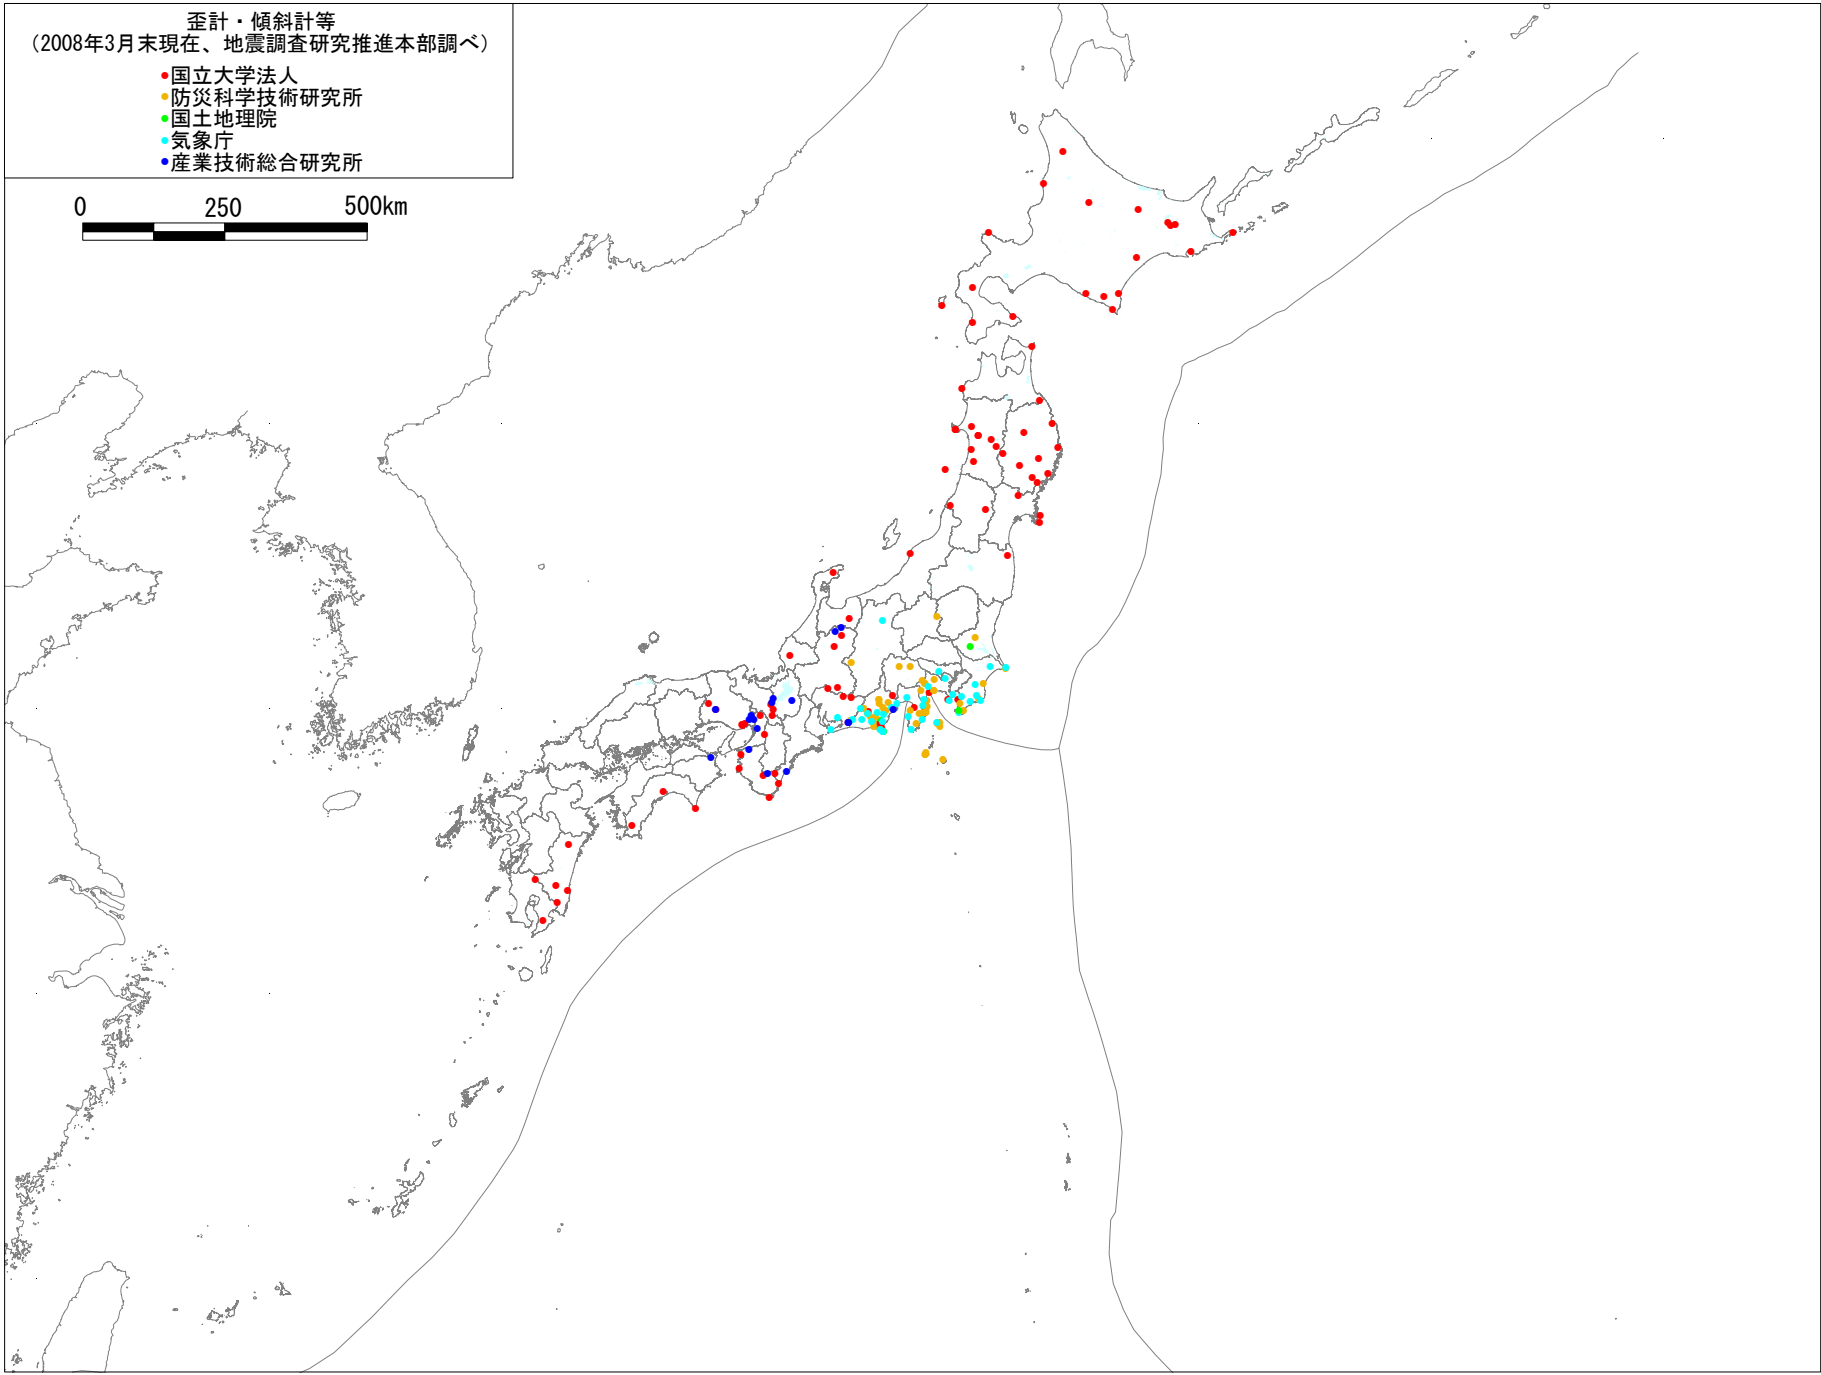 歪計・傾斜計等
(2008年3月末現在、地震調査研究推進本部調べ)
国立大学法人
防災科学技術研究所
国土地理院
気象庁
産業技術総合研究所
0 250 500km